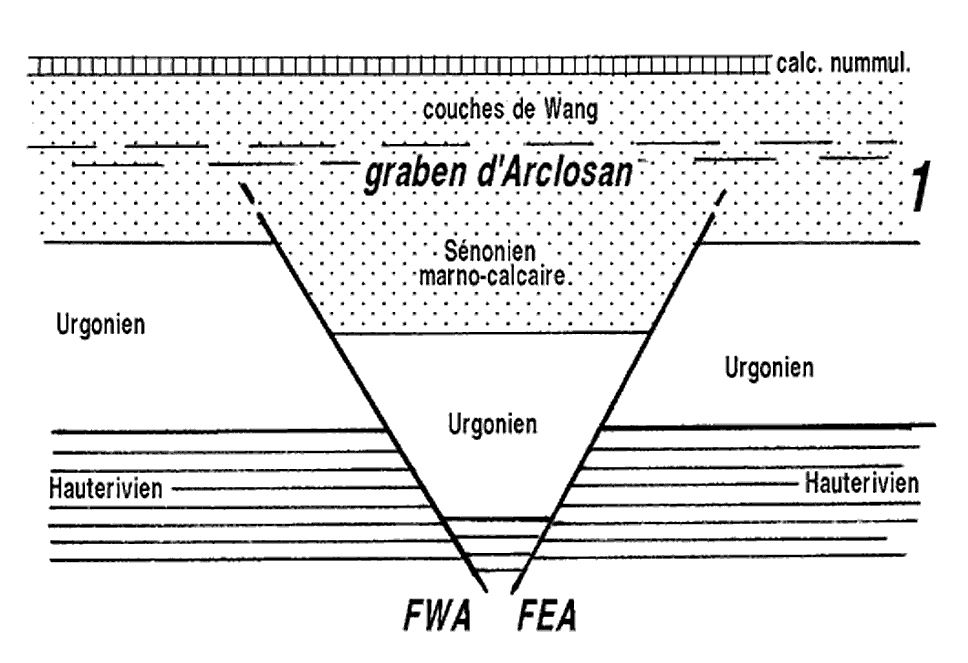 calc. nummul.
couches de Wang
graben d'Arclosan
1
Sénonien
marno-calcaire.
Urgonien
Urgonien
Urgonien
Hauterivien
Hauterivien
FWA FEA